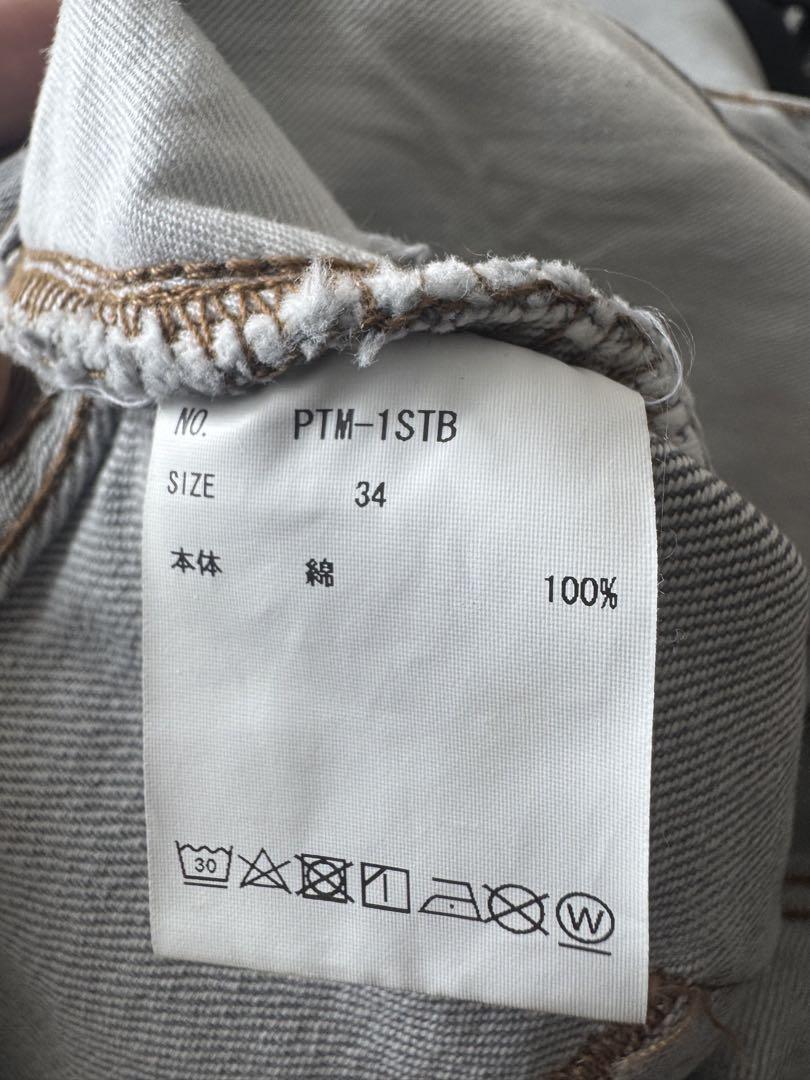 NO. PTM-1STB
SIZE 34
本体 綿 100%
30 W